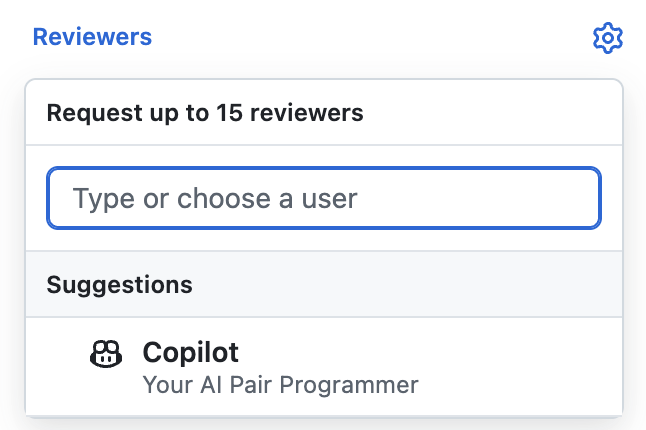 Reviewers
Request up to 15 reviewers
Type or choose a user
Suggestions
Copilot
Your AI Pair Programmer